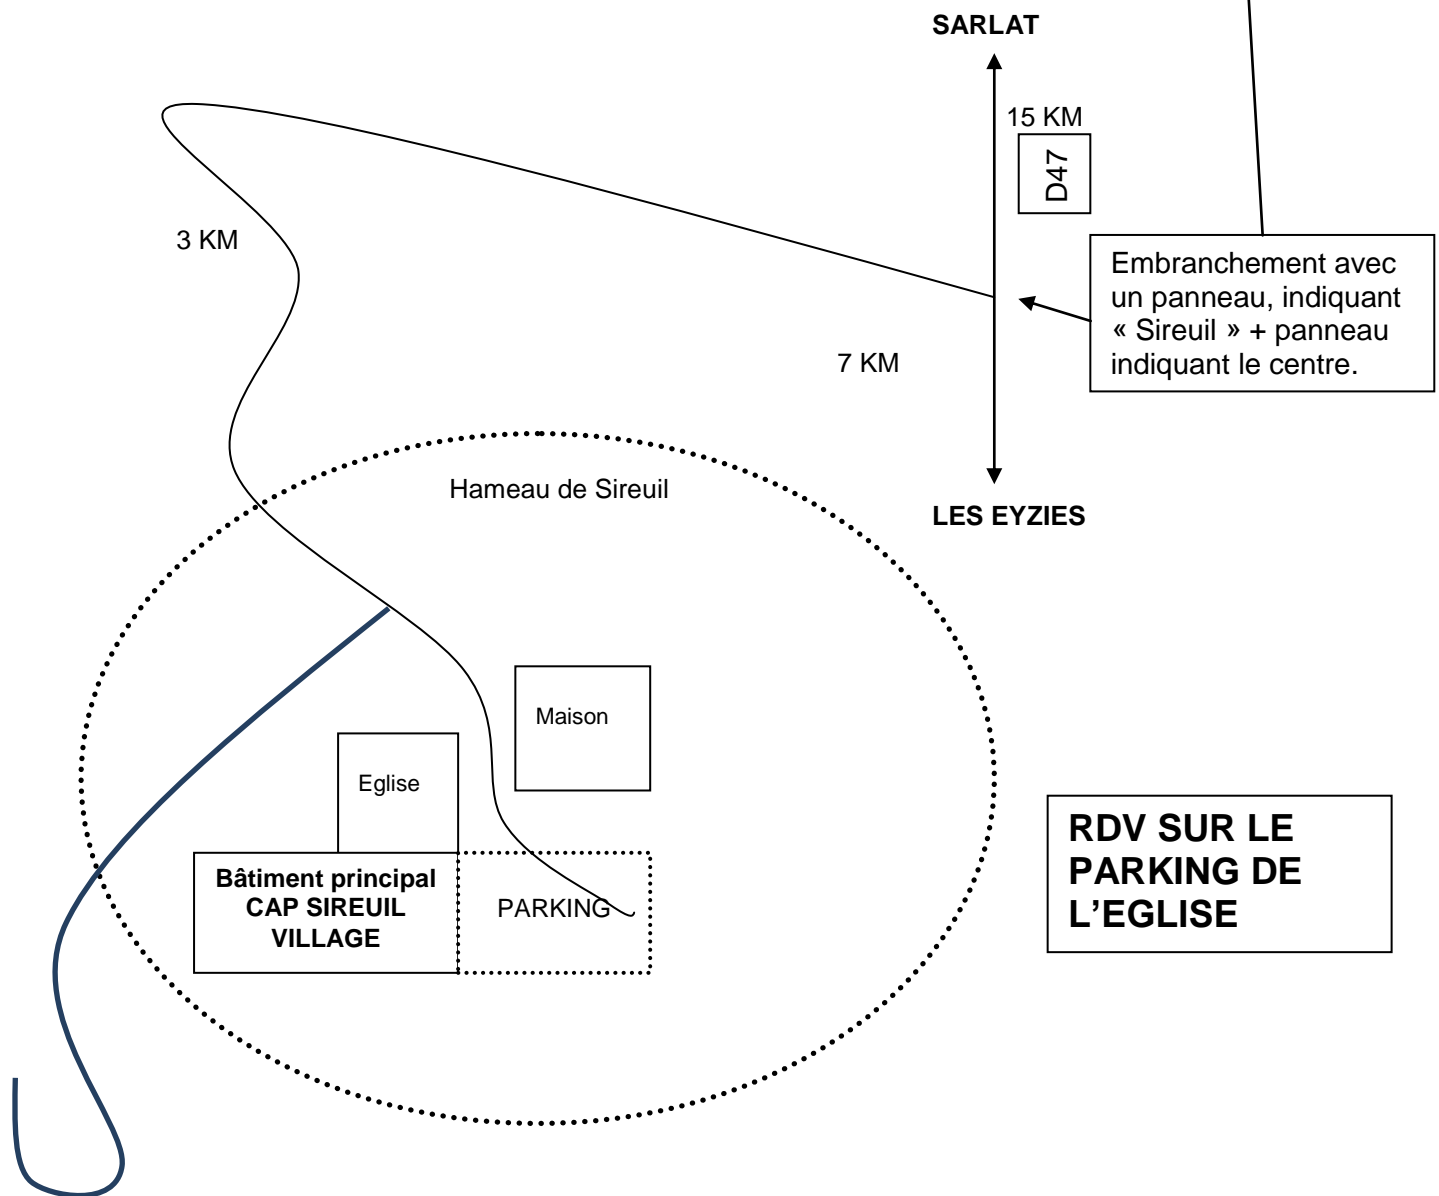 SARLAT
15 KM
D47
3 KM
Embranchement avec
un panneau, indiquant
« Sireuil » + panneau
indiquant le centre.
7 KM
Hameau de Sireuil
LES EYZIES
Maison
Eglise
RDV SUR LE
PARKING DE
L’EGLISE
Bâtiment principal
CAP SIREUIL
VILLAGE
PARKING